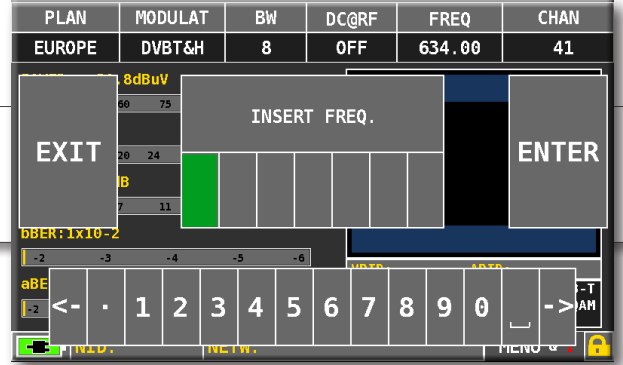 PLAN MODULAT BW DC@RF FREQ CHAN
EUROPE DVBT&H 8 OFF 634.00 41
.8dBuV
60 75
INSERT FREQ.
EXIT
ENTER
20 24
dB
7 11
bBER:1x10-2
-2 -3 -4 -5 -6
aBE
-2
<- . 1 2 3 4 5 6 7 8 9 0 ->
NID. NETW. MENU &